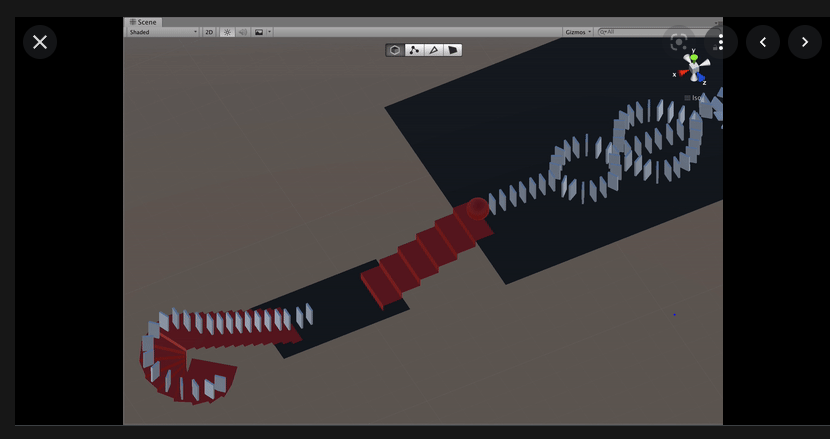 Scene
Shaded
2D
Gizmos
All
y
x
z
Iso